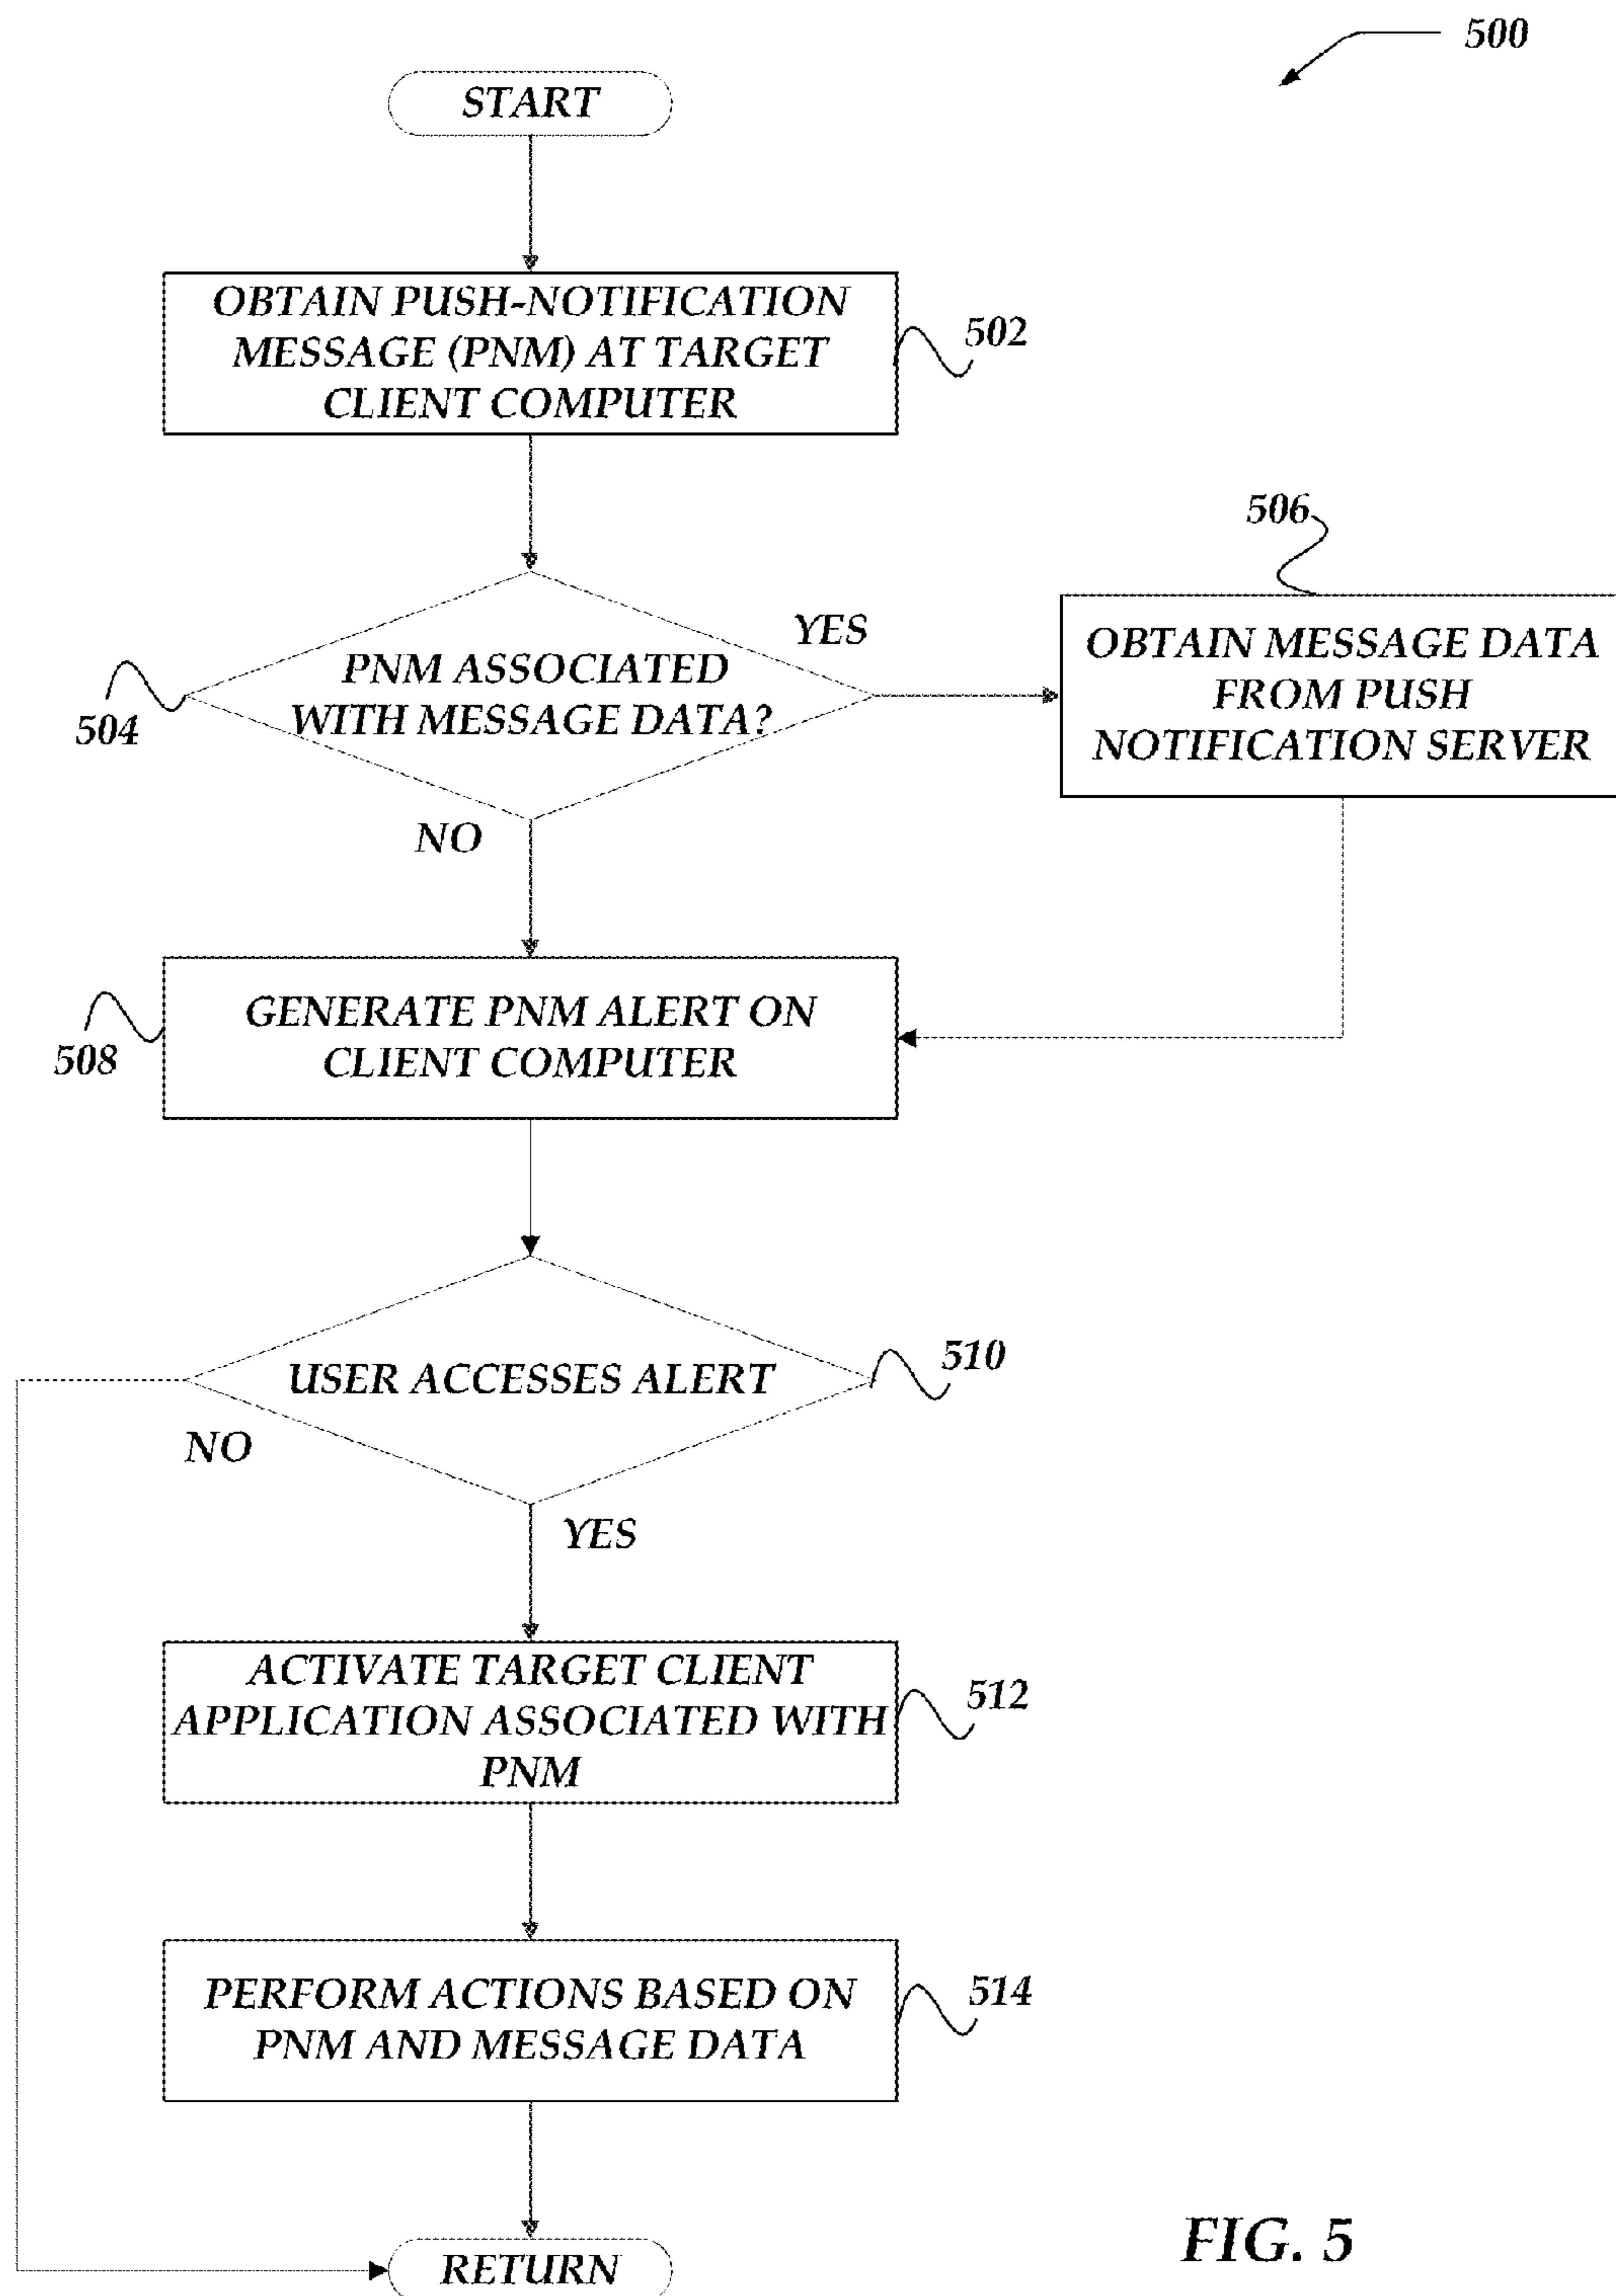 500
START
OBTAIN PUSH-NOTIFICATION
MESSAGE (PNM) AT TARGET
CLIENT COMPUTER
502
506
YES
PNM ASSOCIATED
WITH MESSAGE DATA?
504
OBTAIN MESSAGE DATA
FROM PUSH
NOTIFICATION SERVER
NO
GENERATE PNM ALERT ON
CLIENT COMPUTER
508
USER ACCESSES ALERT
510
NO
YES
ACTIVATE TARGET CLIENT
APPLICATION ASSOCIATED WITH
PNM
512
PERFORM ACTIONS BASED ON
PNM AND MESSAGE DATA
514
RETURN
FIG. 5